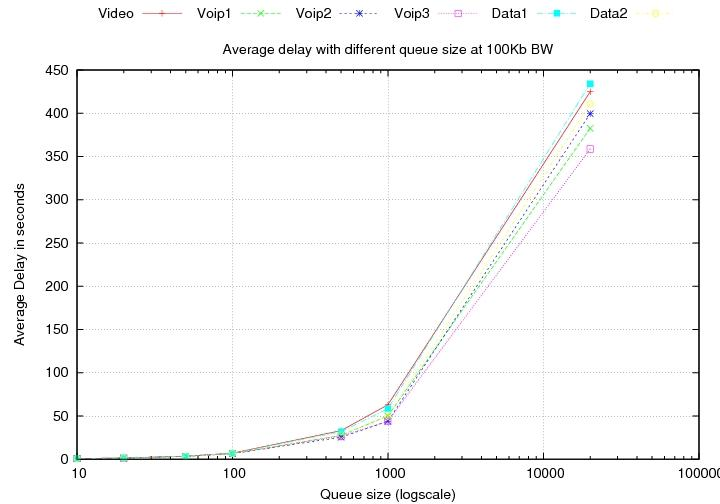 Video Voip1 Voip2 Voip3 Data1 Data2
Average delay with different queue size at 100Kb BW
450
400
350
300
250
200
150
100
50
0
Average Delay in seconds
10 100 1000 10000 100000
Queue size (logscale)